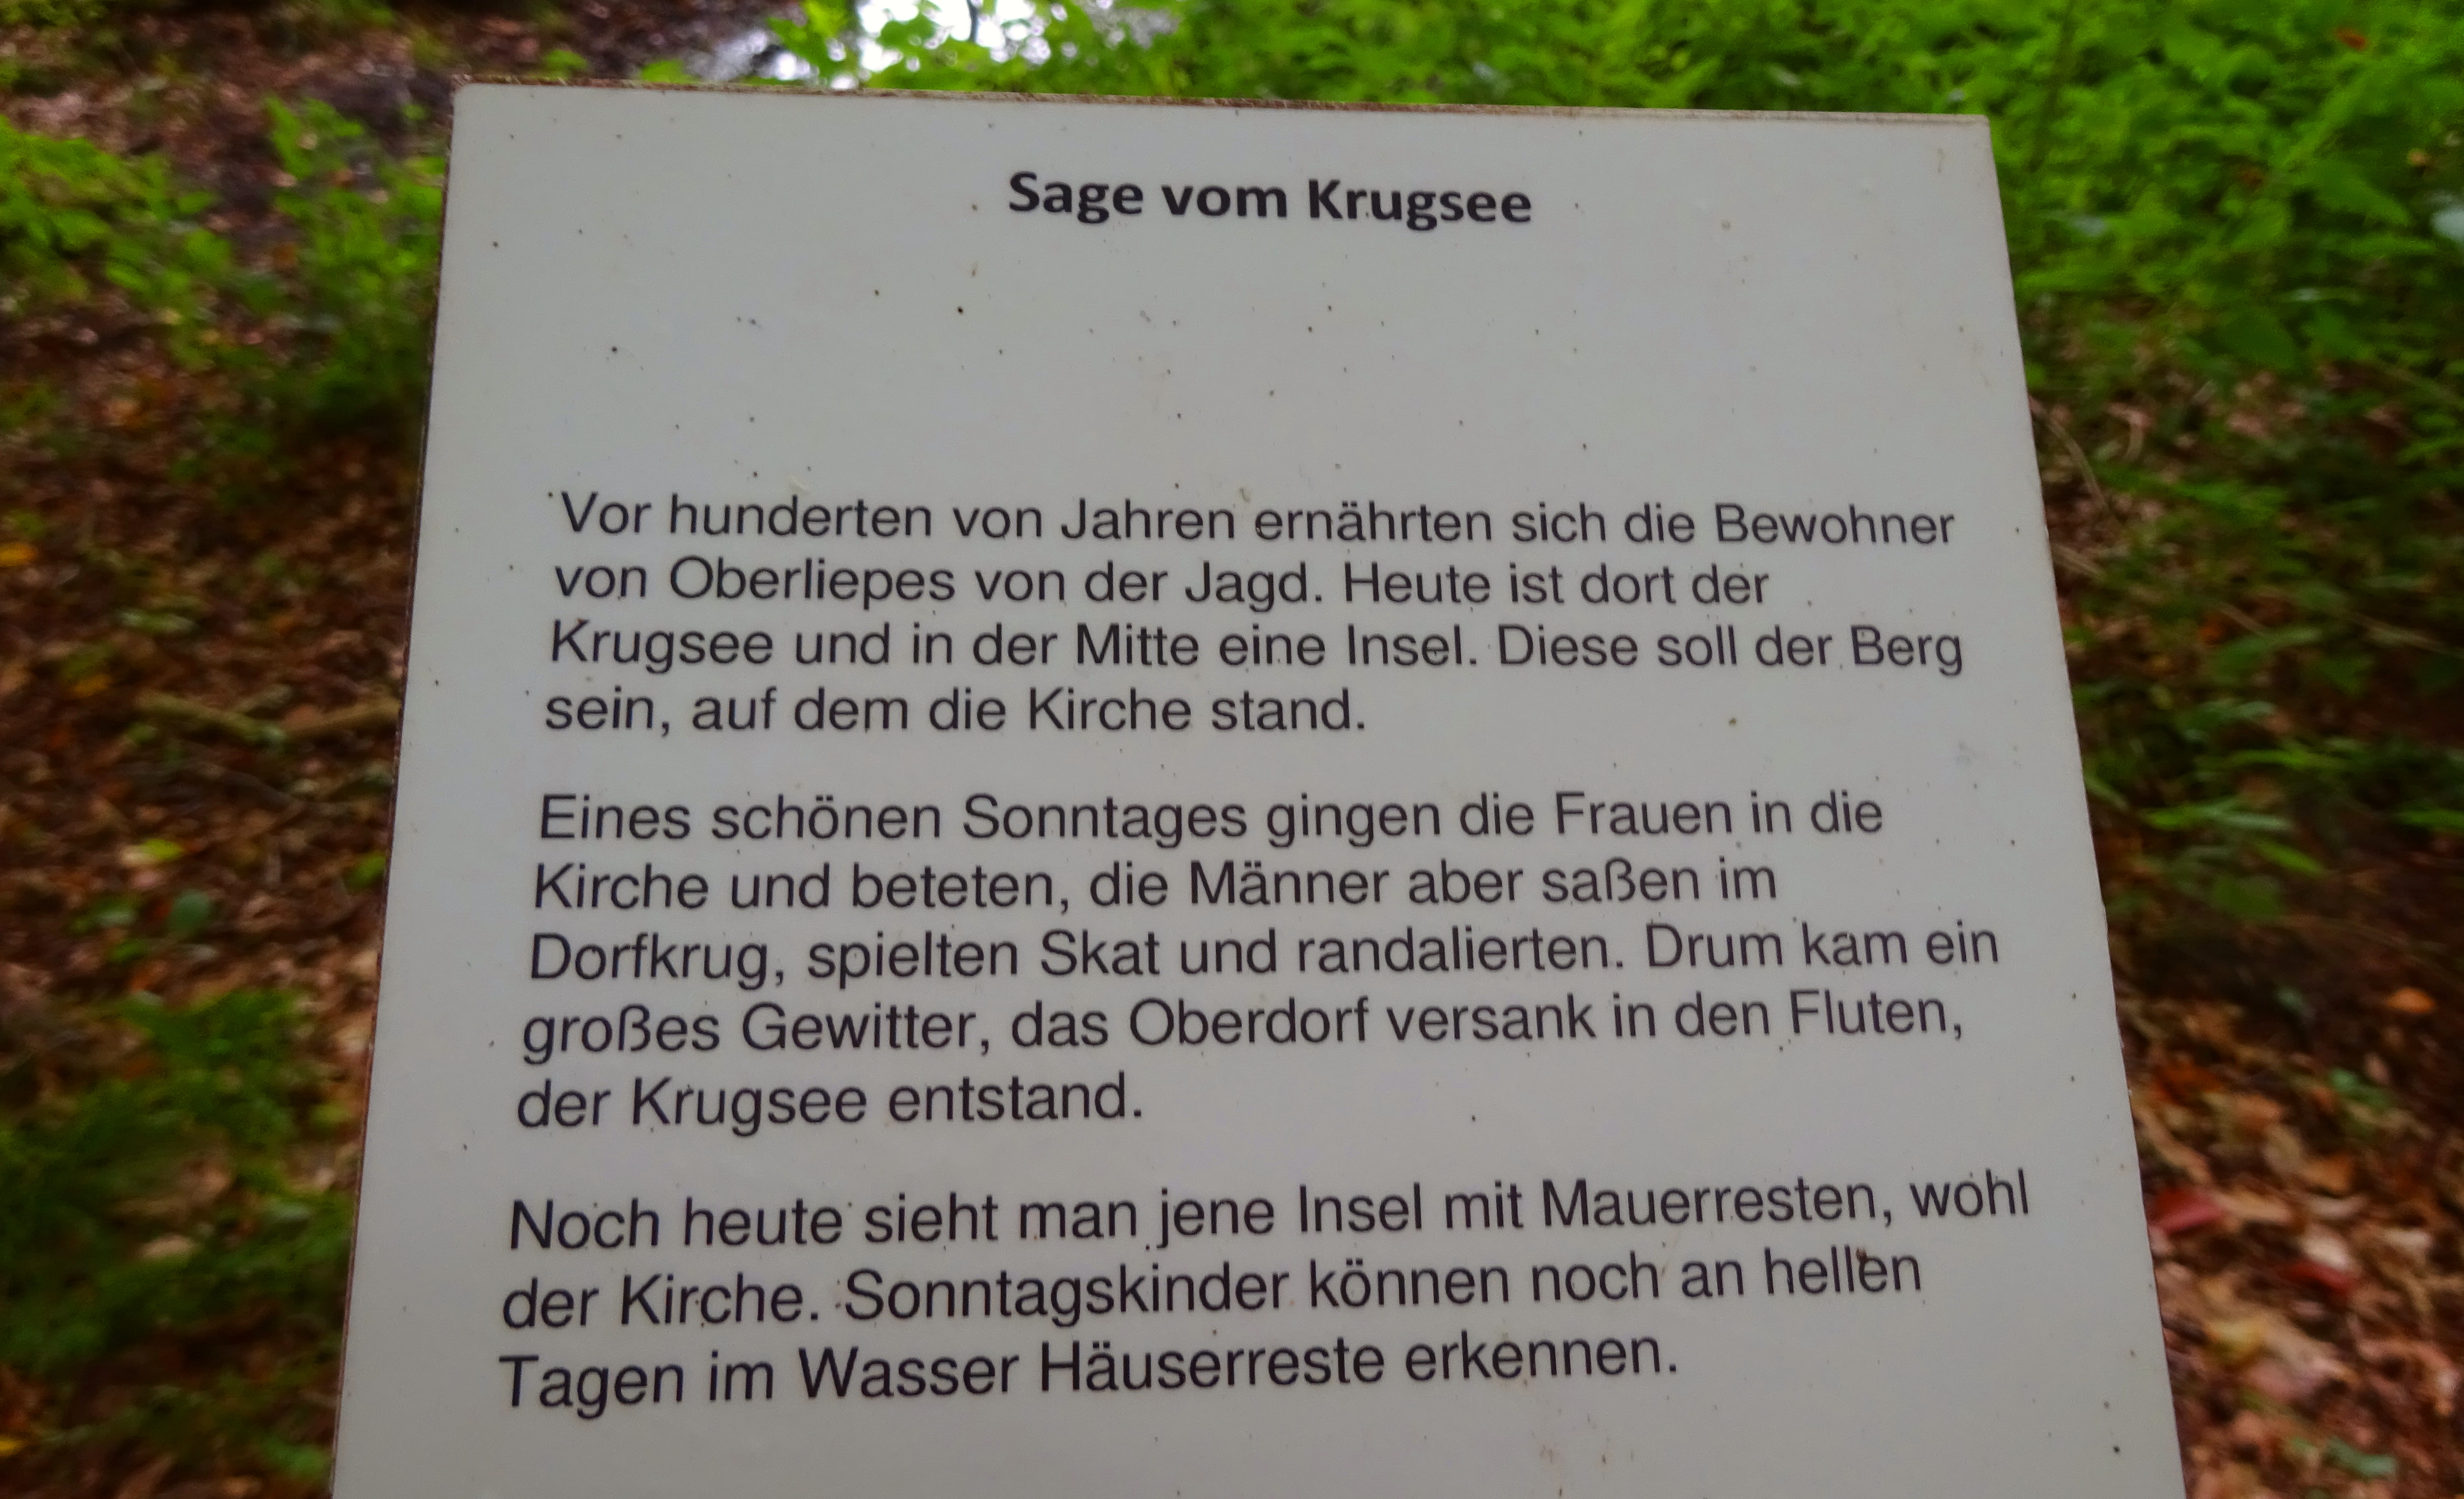 Sage vom Krugsee
Vor hunderten von Jahren ernährten sich die Bewohner
von Oberliepes von der Jagd. Heute ist dort der
Krugsee und in der Mitte eine Insel. Diese soll der Berg
sein, auf dem die Kirche stand.
Eines schönen Sonntages gingen die Frauen in die
Kirche und beteten, die Männer aber saßen im
Dorfkrug, spielten Skat und randalierten. Drum kam ein
großes Gewitter, das Oberdorf versank in den Fluten,
der Krugsee entstand.
Noch heute sieht man jene Insel mit Mauerresten, wohl
der Kirche. Sonntagskinder können noch an hellen
Tagen im Wasser Häuserreste erkennen.